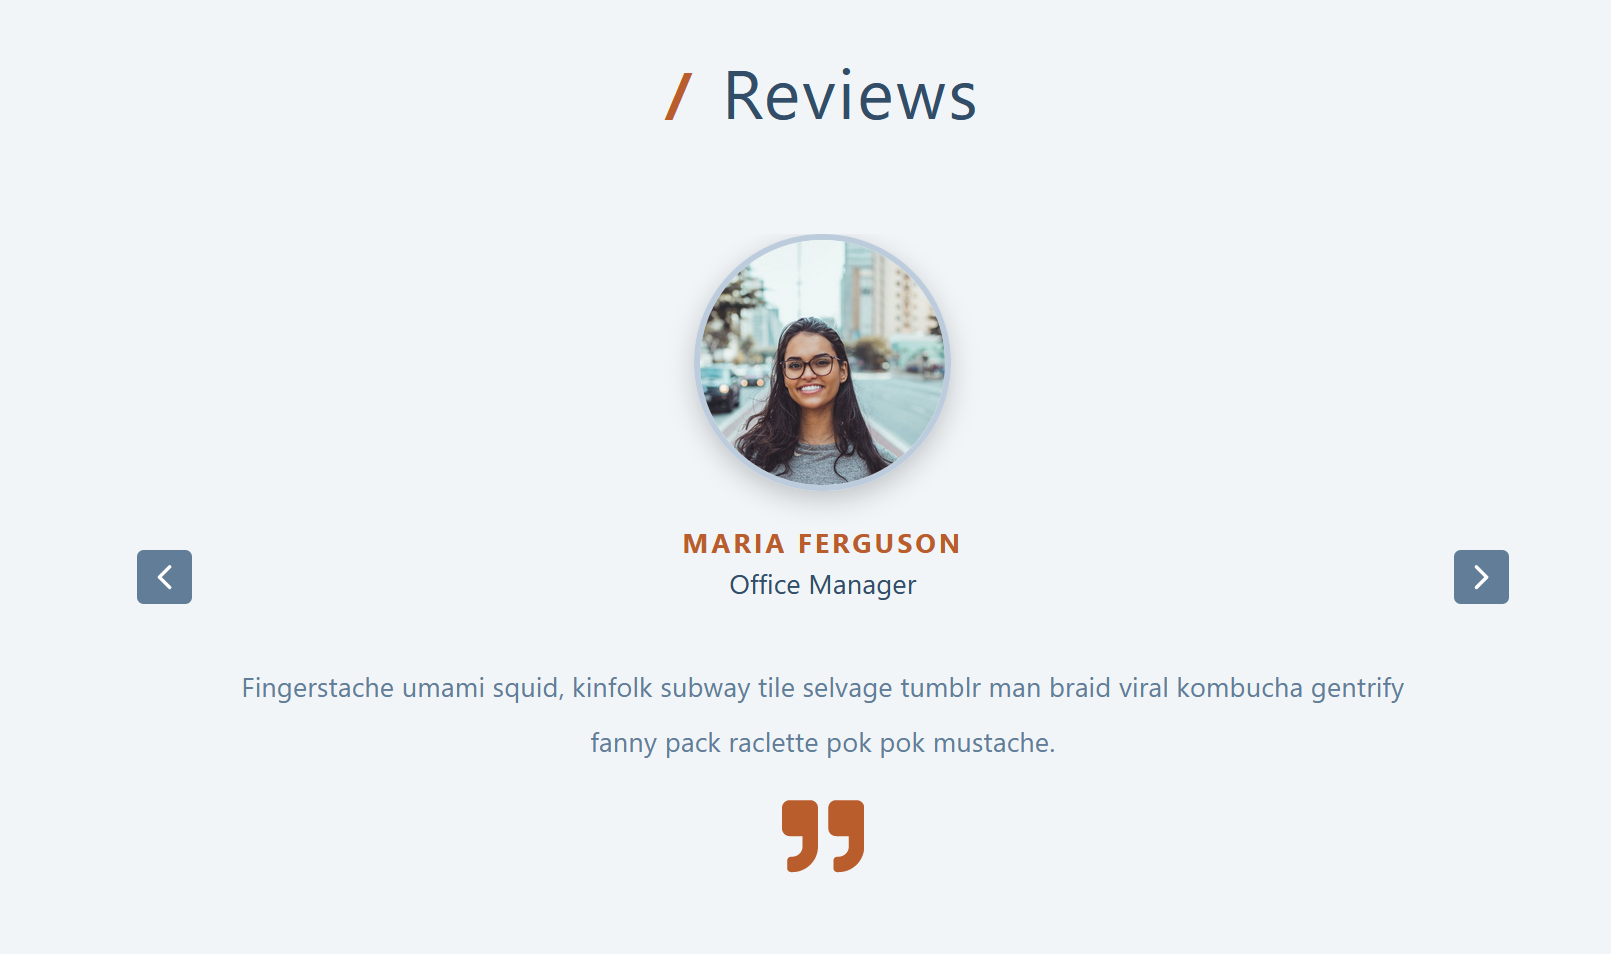 / Reviews
MARIA FERGUSON
Office Manager
Fingerstache umami squid, kinfolk subway tile selvage tumblr man braid viral kombucha gentrify
fanny pack raclette pok pok mustache.